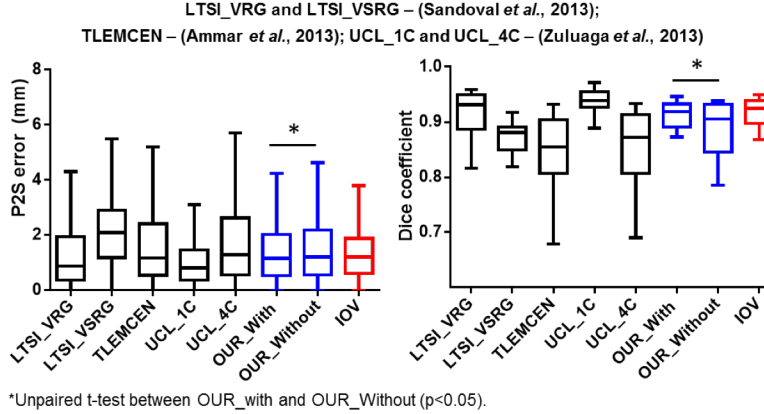 LTSI_VRG and LTSI_VSRG – (Sandoval et al., 2013);
TLEMCEN – (Ammar et al., 2013); UCL_1C and UCL_4C – (Zuluaga et al., 2013)
P2S error (mm)
8
6
4
2
0
*
LTSI_VRG
LTSI_VSRG
TLEMCEN
UCL_1C
UCL_4C
OUR_With
OUR_Without
IOV
Dice coefficient
1.0
0.9
0.8
0.7
*
LTSI_VRG
LTSI_VSRG
TLEMCEN
UCL_1C
UCL_4C
OUR_With
OUR_Without
IOV
*Unpaired t-test between OUR_with and OUR_Without (p<0.05).